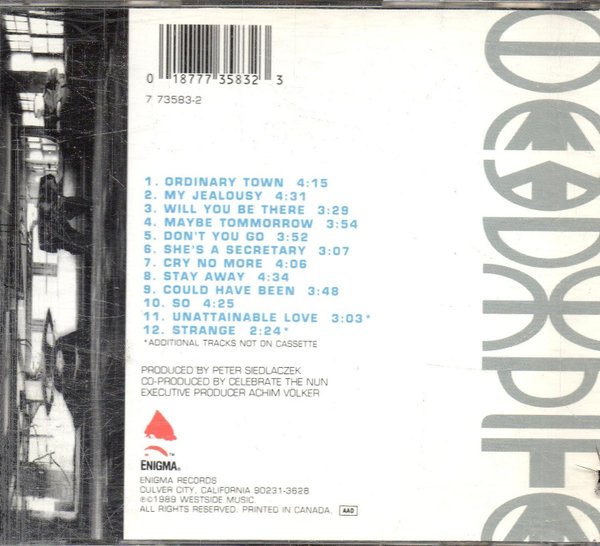 0 18777 35832 3
7 73583-2
1. ORDINARY TOWN 4:15
2. MY JEALOUSY 4:31
3. WILL YOU BE THERE 3:29
4. MAYBE TOMMORROW 3:54
5. DON'T YOU GO 3:52
6. SHE'S A SECRETARY 3:07
7. CRY NO MORE 4:06
8. STAY AWAY 4:34
9. COULD HAVE BEEN 3:48
10. SO 4:25
11. UNATTAINABLE LOVE 3:03*
12. STRANGE 2:24*
*ADDITIONAL TRACKS NOT ON CASSETTE
PRODUCED BY PETER SIEDLACZEK
CO-PRODUCED BY CELEBRATE THE NUN
EXECUTIVE PRODUCER ACHIM VOLKER
™
ENIGMA®
ENIGMA RECORDS
CULVER CITY, CALIFORNIA 90231-3628
℗©1989 WESTSIDE MUSIC.
ALL RIGHTS RESERVED. PRINTED IN CANADA. AAD